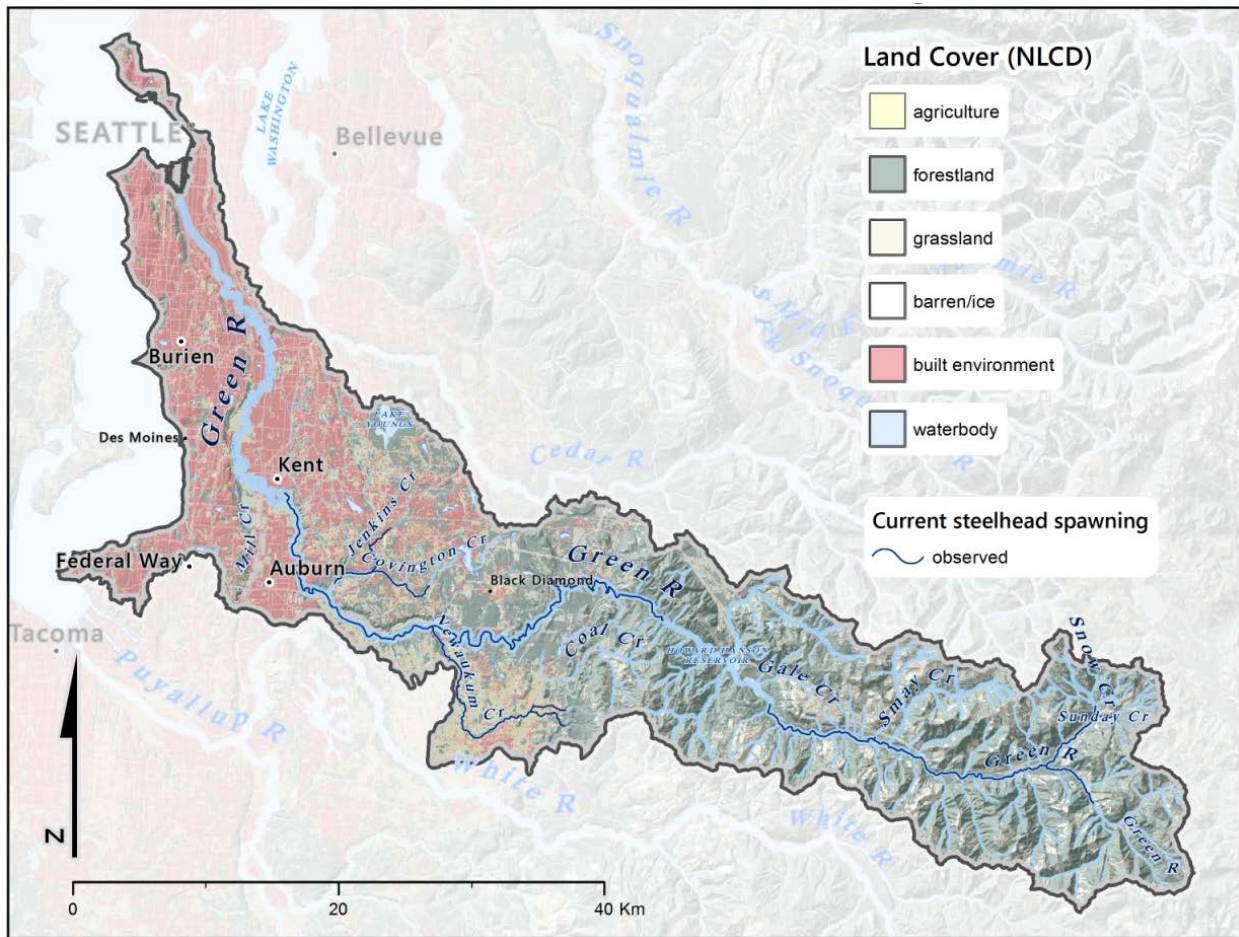 Land Cover (NLCD)
agriculture
forestland
grassland
barren/ice
built environment
waterbody
Current steelhead spawning
observed
SEATTLE
LAKE
WASHINGTON
Bellevue
Snoqualmie R
Burien
Green R
Des Moines
Kent
LAKE
YOUNGS
Cedar R
Mill Cr
Jenkins Cr
Covington Cr
Federal Way
Auburn
Black Diamond
Green R
Tacoma
Puyallup R
Newaukum
Cr
Coal Cr
HOWARD HANSON
RESERVOIR
Gale Cr
Smay Cr
Snow Cr
Sunday Cr
Green R
Green R
White R
White R
N
0
20
40 Km